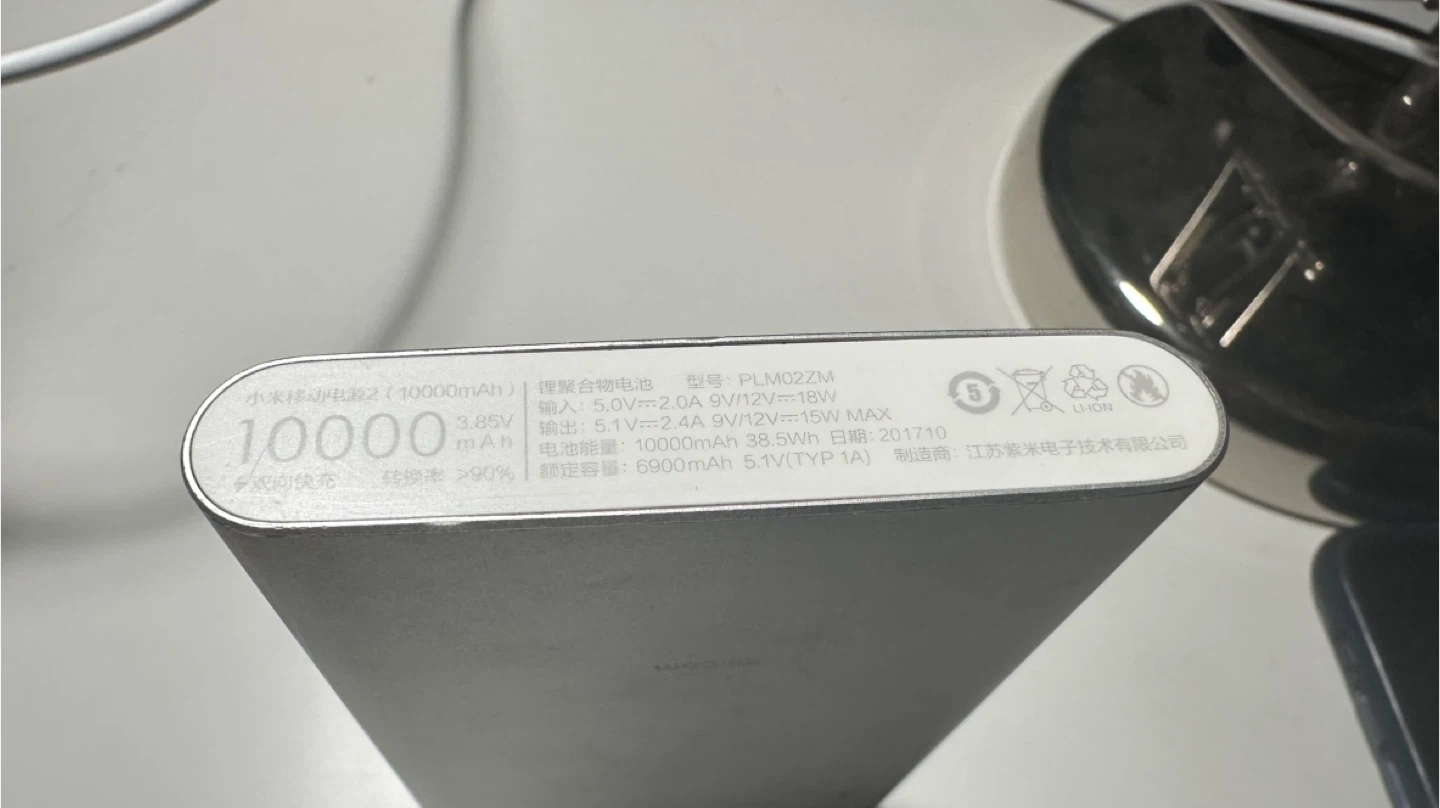 小米移动电源2（10000mAh）
10000 3.85V mAh
双向快充 转换率 >90%
锂聚合物电池 型号：PLM02ZM
输入：5.0V⎓2.0A 9V/12V⎓18W
输出：5.1V⎓2.4A 9V/12V⎓15W MAX
电池能量：10000mAh 38.5Wh 日期：201710
额定容量：6900mAh 5.1V(TYP 1A) 制造商：江苏紫米电子技术有限公司
5
LI-ION